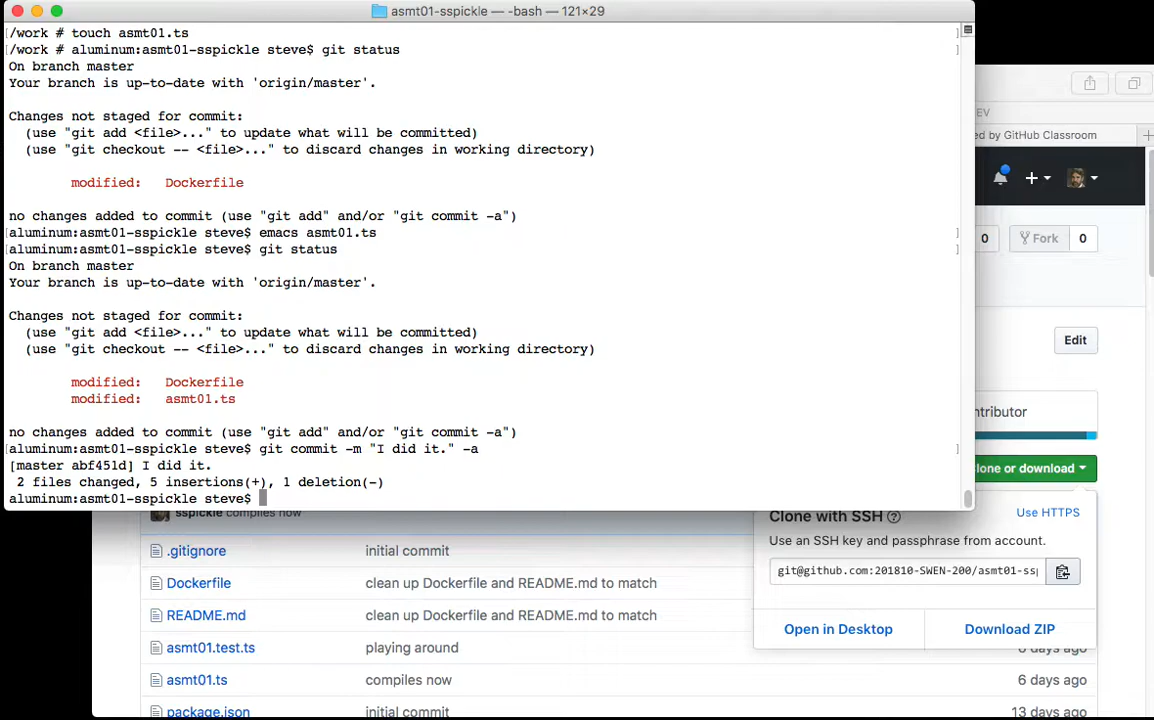 asmt01-sspickle — -bash — 121×29
[/work # touch asmt01.ts ]
[/work # aluminum:asmt01-sspickle steve$ git status ]
On branch master
Your branch is up-to-date with 'origin/master'.
Changes not staged for commit:
(use "git add <file>..." to update what will be committed)
(use "git checkout -- <file>..." to discard changes in working directory)
modified: Dockerfile
no changes added to commit (use "git add" and/or "git commit -a")
[aluminum:asmt01-sspickle steve$ emacs asmt01.ts ]
[aluminum:asmt01-sspickle steve$ git status ]
On branch master
Your branch is up-to-date with 'origin/master'.
Changes not staged for commit:
(use "git add <file>..." to update what will be committed)
(use "git checkout -- <file>..." to discard changes in working directory)
modified: Dockerfile
modified: asmt01.ts
no changes added to commit (use "git add" and/or "git commit -a")
[aluminum:asmt01-sspickle steve$ git commit -m "I did it." -a ]
[master abf451d] I did it.
2 files changed, 5 insertions(+), 1 deletion(-)
aluminum:asmt01-sspickle steve$
EV
ed by GitHub Classroom
0 Fork 0
Edit
ntributor
lone or download
sspickle compiles now
Clone with SSH Use HTTPS
Use an SSH key and passphrase from account.
git@github.com:201810-SWEN-200/asmt01-ssp
Open in Desktop Download ZIP
.gitignore initial commit
Dockerfile clean up Dockerfile and README.md to match
README.md clean up Dockerfile and README.md to match
asmt01.test.ts playing around 6 days ago
asmt01.ts compiles now 6 days ago
package.json initial commit 13 days ago